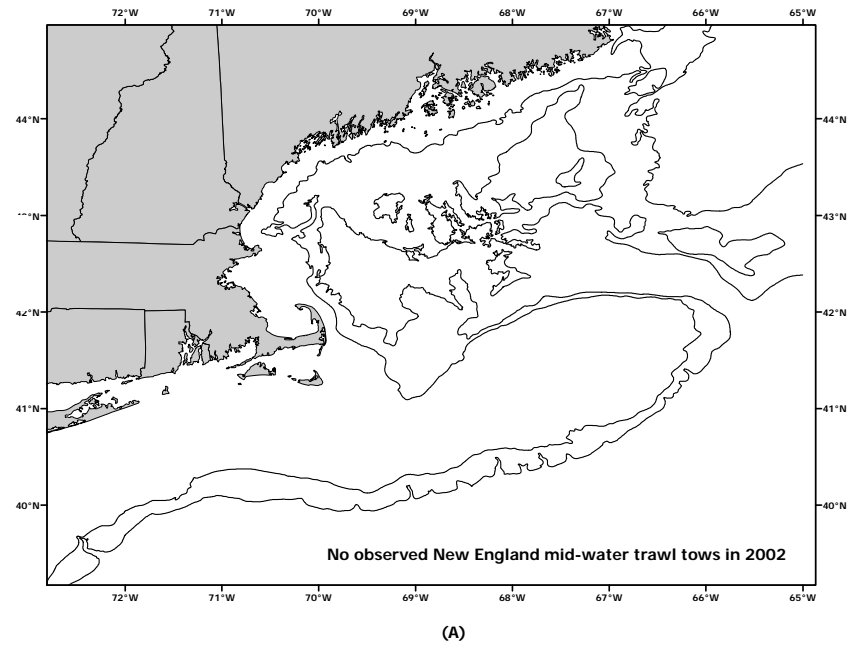 72°W 71°W 70°W 69°W 68°W 67°W 66°W 65°W
44°N 44°N
43°N
42°N 42°N
41°N 41°N
40°N 40°N
No observed New England mid-water trawl tows in 2002
72°W 71°W 70°W 69°W 68°W 67°W 66°W 65°W
(A)